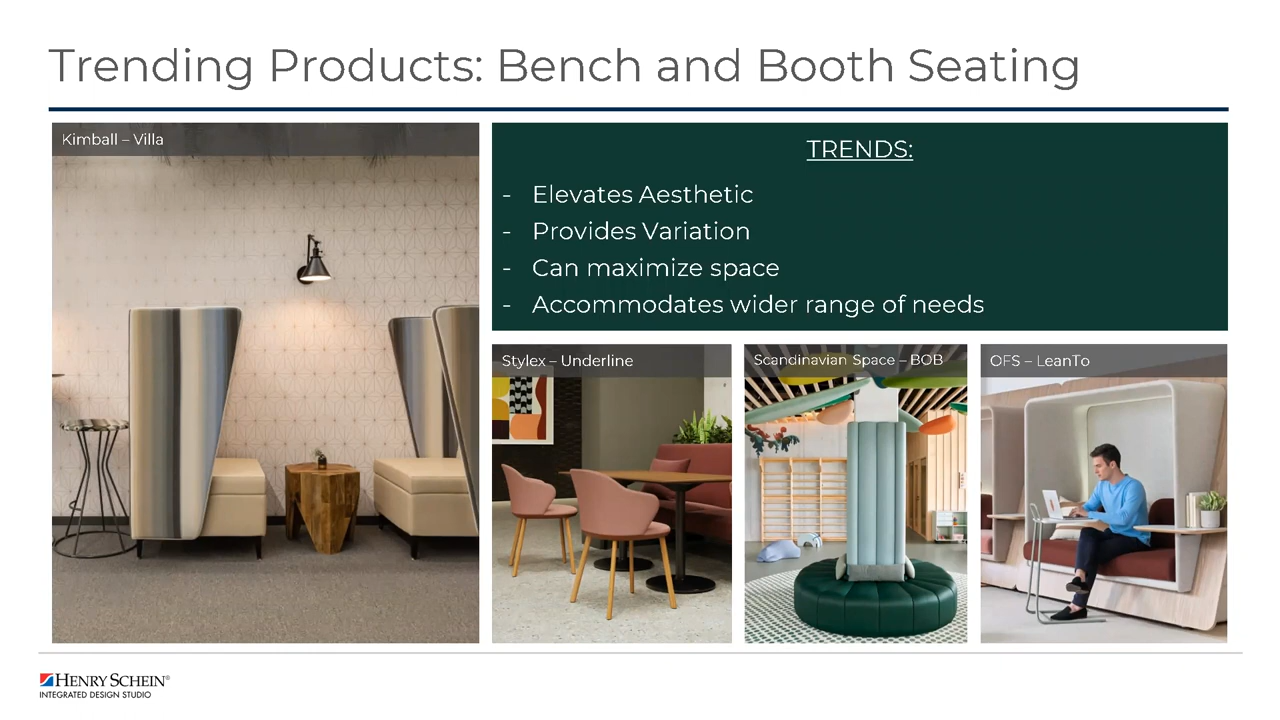 Trending Products: Bench and Booth Seating
Kimball – Villa
TRENDS:
- Elevates Aesthetic
- Provides Variation
- Can maximize space
- Accommodates wider range of needs
Stylex – Underline
Scandinavian Space – BOB
OFS – LeanTo
HENRY SCHEIN®
INTEGRATED DESIGN STUDIO